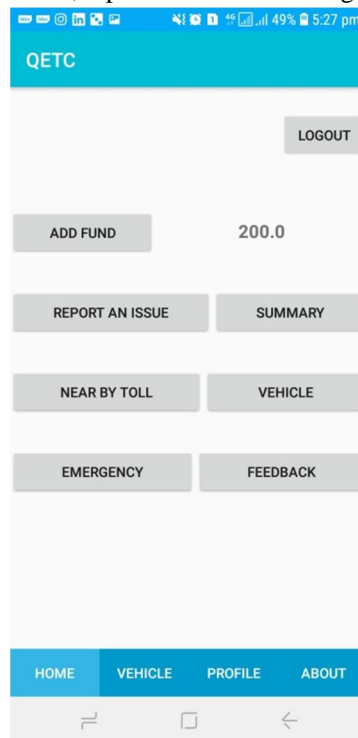 49% 5:27 pm
QETC
LOGOUT
ADD FUND 200.0
REPORT AN ISSUE SUMMARY
NEAR BY TOLL VEHICLE
EMERGENCY FEEDBACK
HOME VEHICLE PROFILE ABOUT